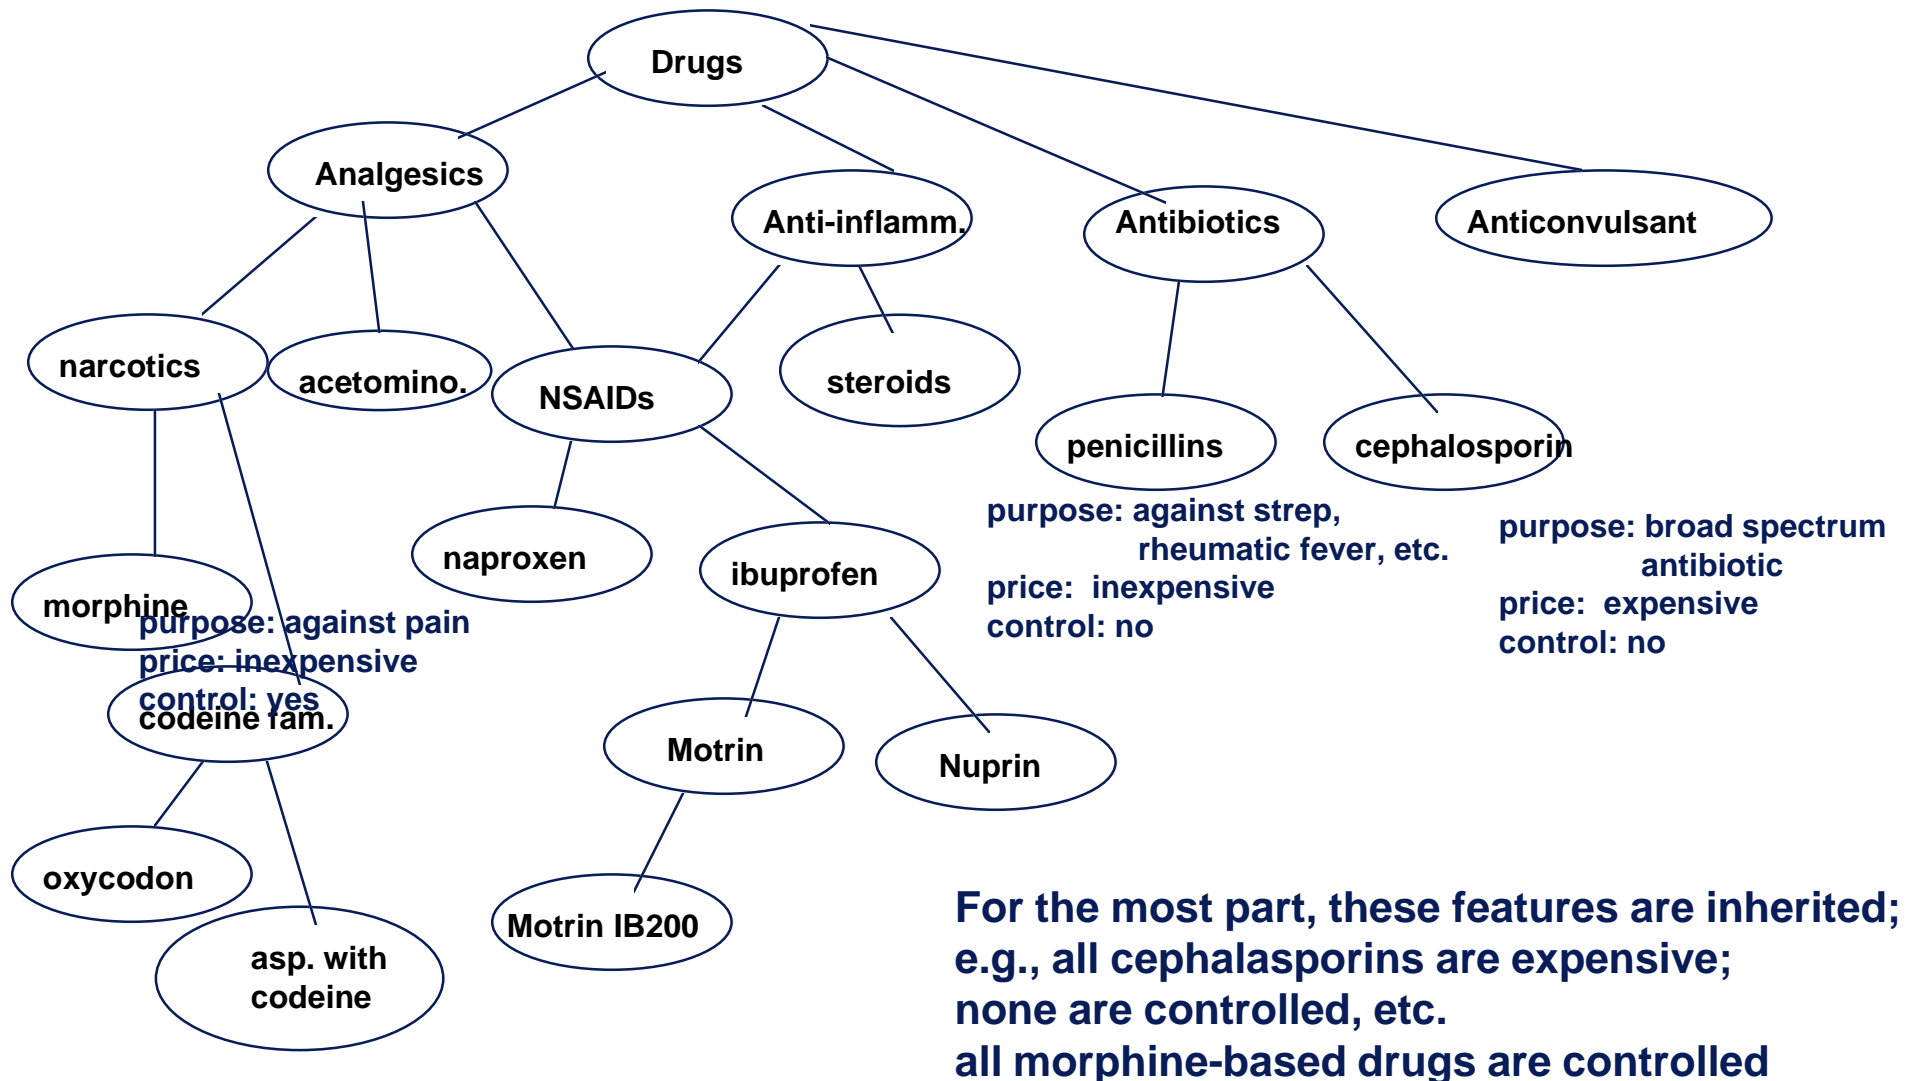 Drugs
Analgesics
Anti-inflamm.
Antibiotics
Anticonvulsant
narcotics
acetomino.
NSAIDs
steroids
penicillins
cephalosporin
purpose: against strep,
rheumatic fever, etc.
price: inexpensive
control: no
purpose: broad spectrum
antibiotic
price: expensive
control: no
naproxen
ibuprofen
morphine
purpose: against pain
price: inexpensive
control: yes
codeine fam.
Motrin
Nuprin
oxycodon
Motrin IB200
asp. with
codeine
For the most part, these features are inherited;
e.g., all cephalasporins are expensive;
none are controlled, etc.
all morphine-based drugs are controlled